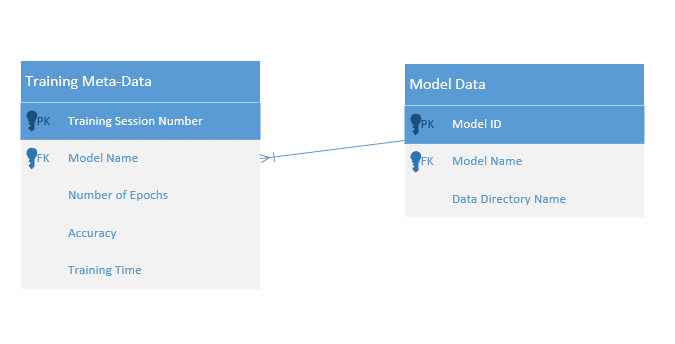 Training Meta-Data
PK Training Session Number
FK Model Name
Number of Epochs
Accuracy
Training Time
Model Data
PK Model ID
FK Model Name
Data Directory Name